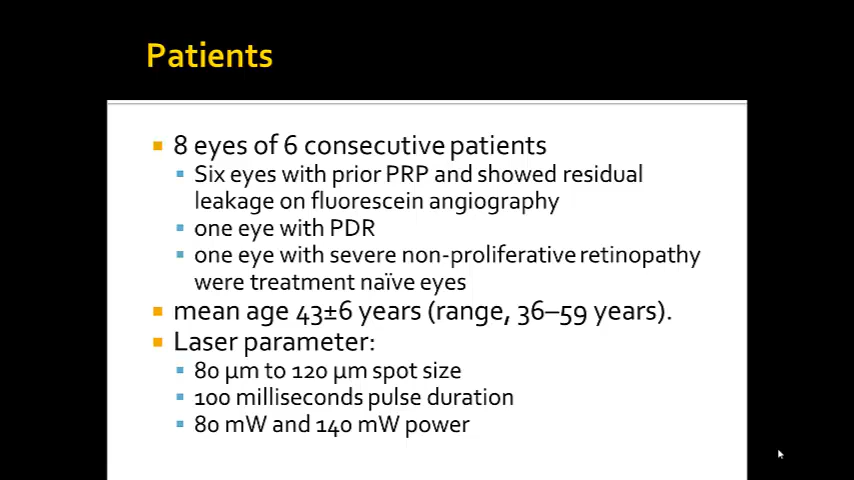 Patients
8 eyes of 6 consecutive patients
Six eyes with prior PRP and showed residual
leakage on fluorescein angiography
one eye with PDR
one eye with severe non-proliferative retinopathy
were treatment naïve eyes
mean age 43±6 years (range, 36–59 years).
Laser parameter:
80 µm to 120 µm spot size
100 milliseconds pulse duration
80 mW and 140 mW power